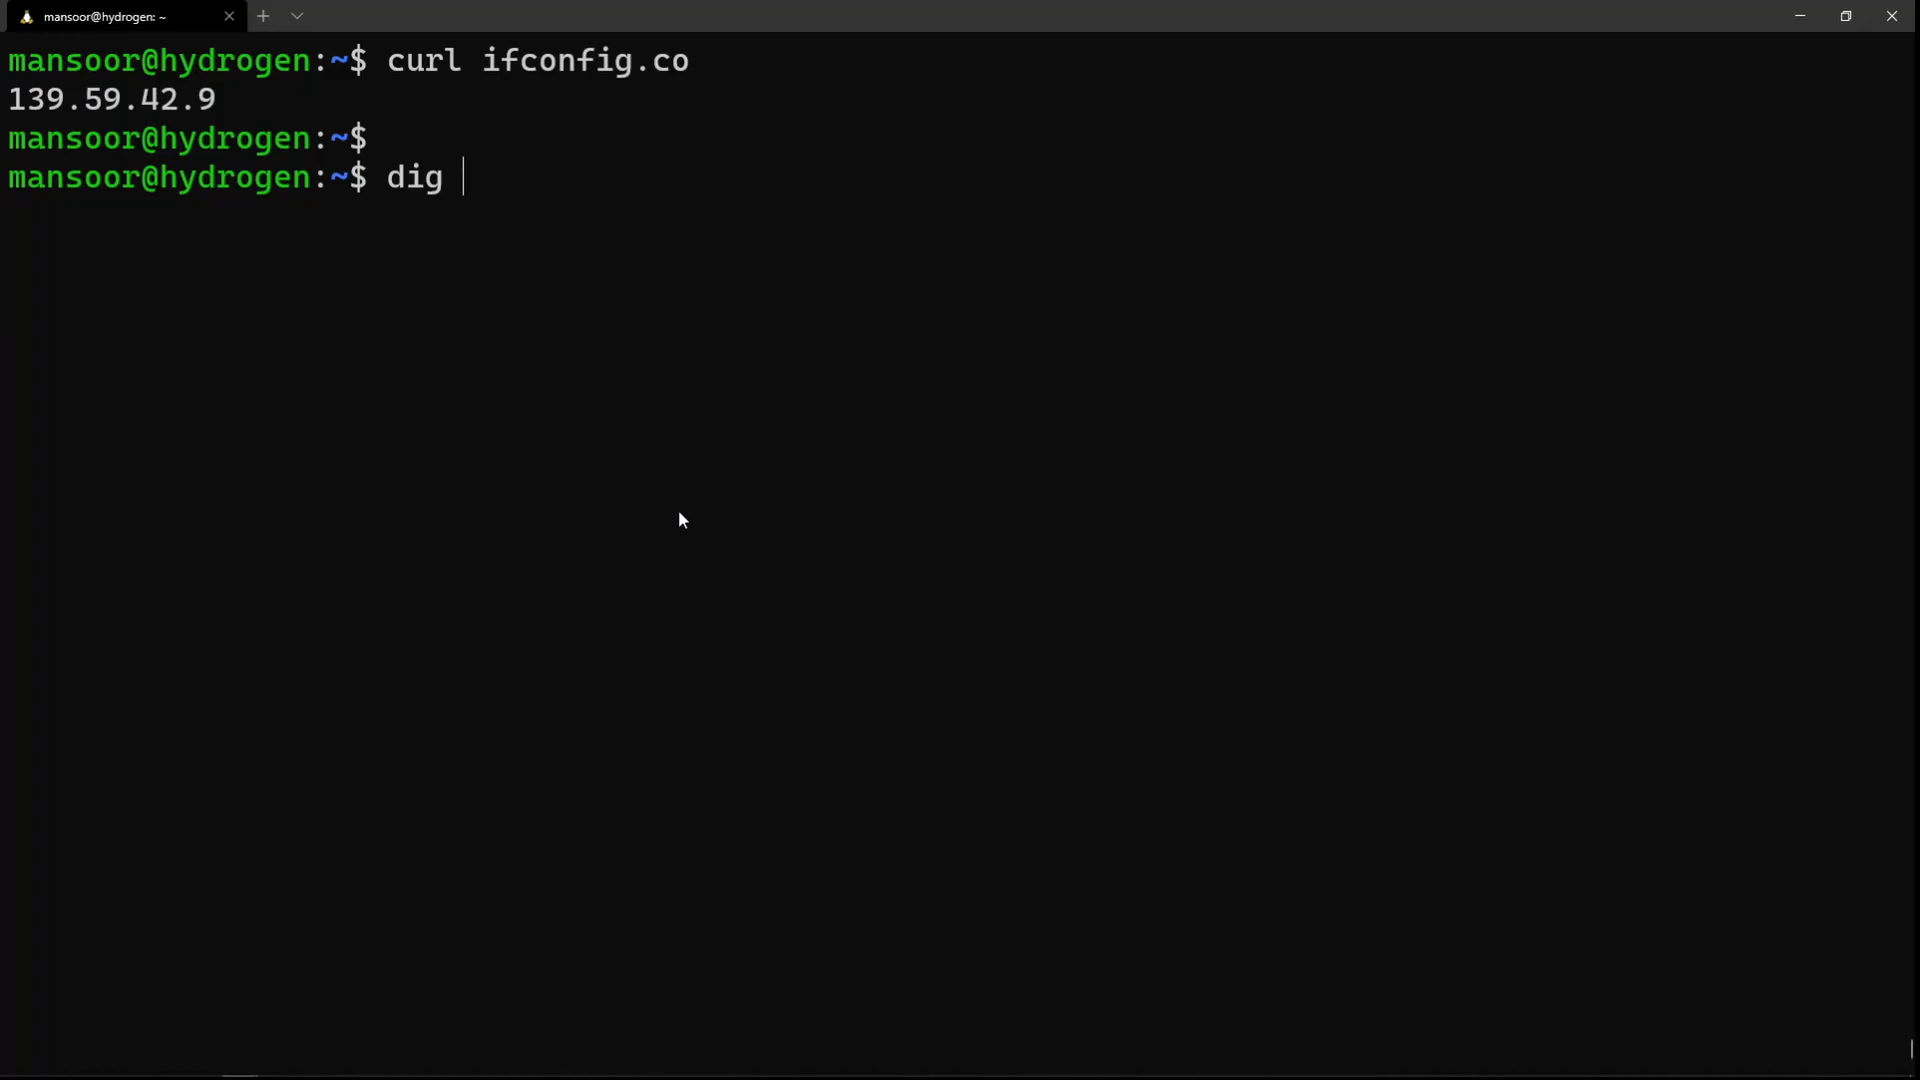 mansoor@hydrogen: ~
mansoor@hydrogen:~$ curl ifconfig.co
139.59.42.9
mansoor@hydrogen:~$
mansoor@hydrogen:~$ dig